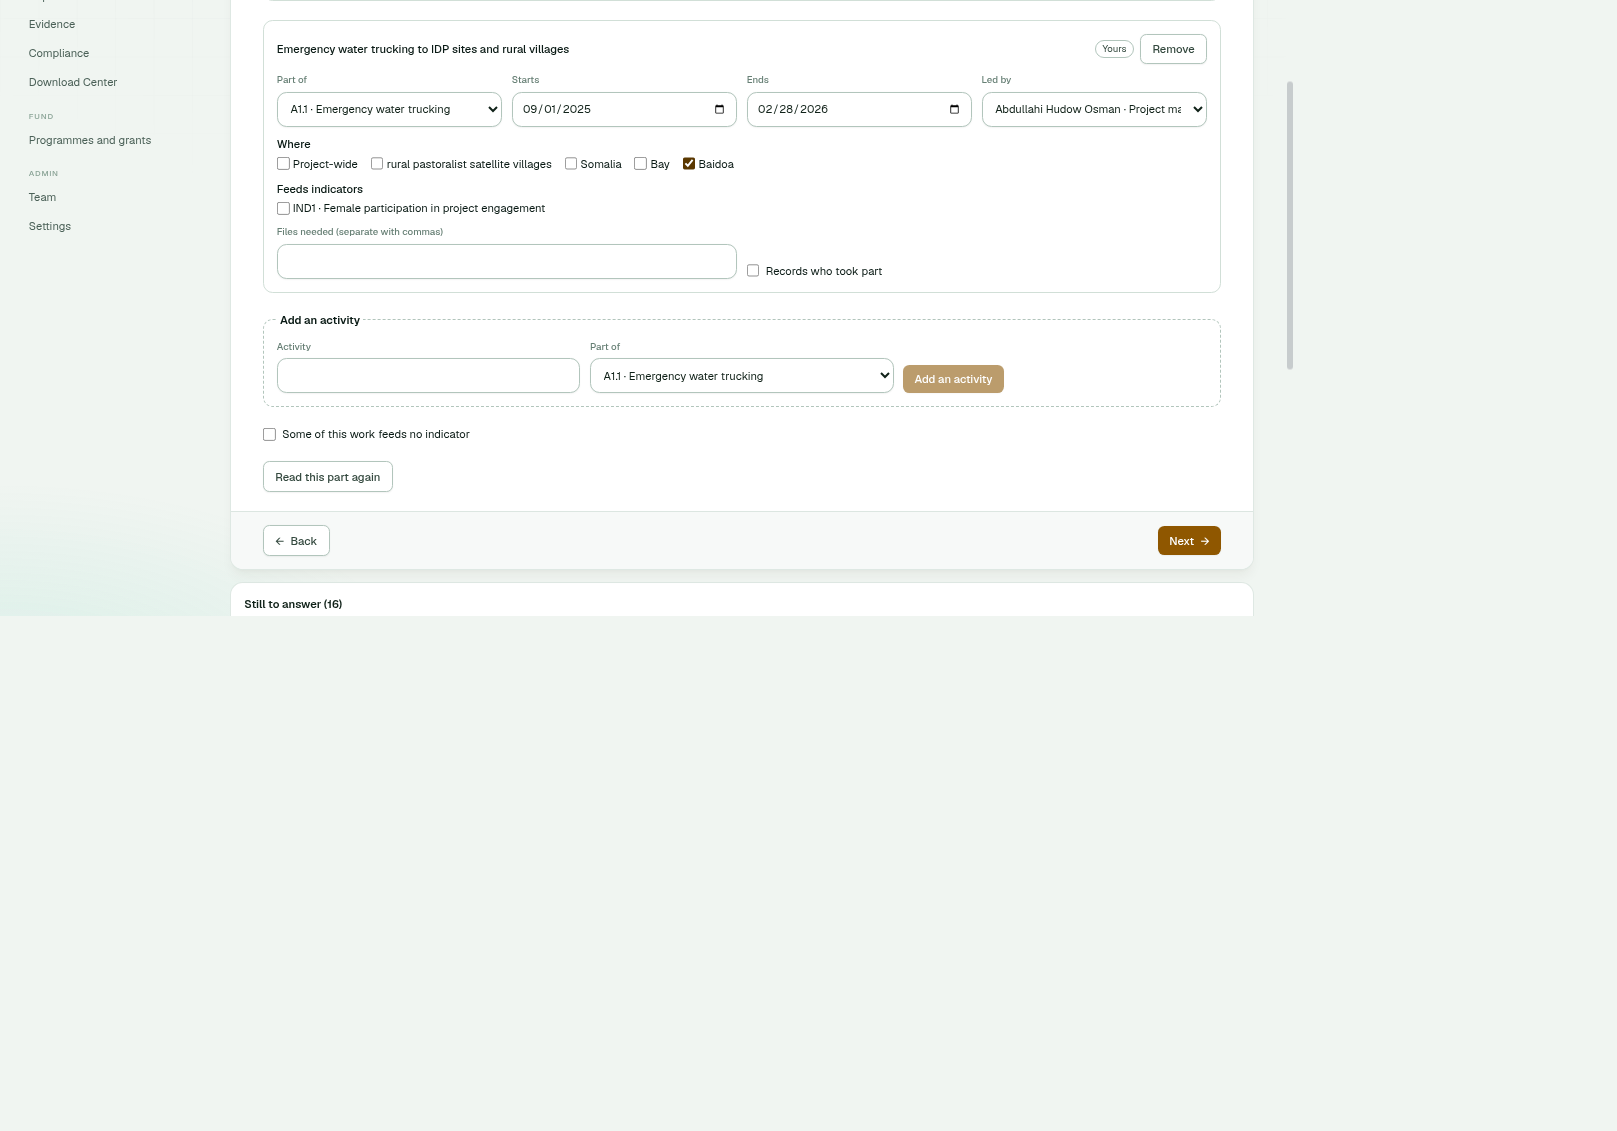 Evidence
Compliance
Download Center
FUND
Programmes and grants
ADMIN
Team
Settings
Emergency water trucking to IDP sites and rural villages
Yours
Remove
Part of
Starts
Ends
Led by
A1.1 · Emergency water trucking
09/01/2025
02/28/2026
Abdullahi Hudow Osman · Project ma
Where
Project-wide
rural pastoralist satellite villages
Somalia
Bay
Baidoa
Feeds indicators
IND1 · Female participation in project engagement
Files needed (separate with commas)
Records who took part
Add an activity
Activity
Part of
A1.1 · Emergency water trucking
Add an activity
Some of this work feeds no indicator
Read this part again
← Back
Next →
Still to answer (16)